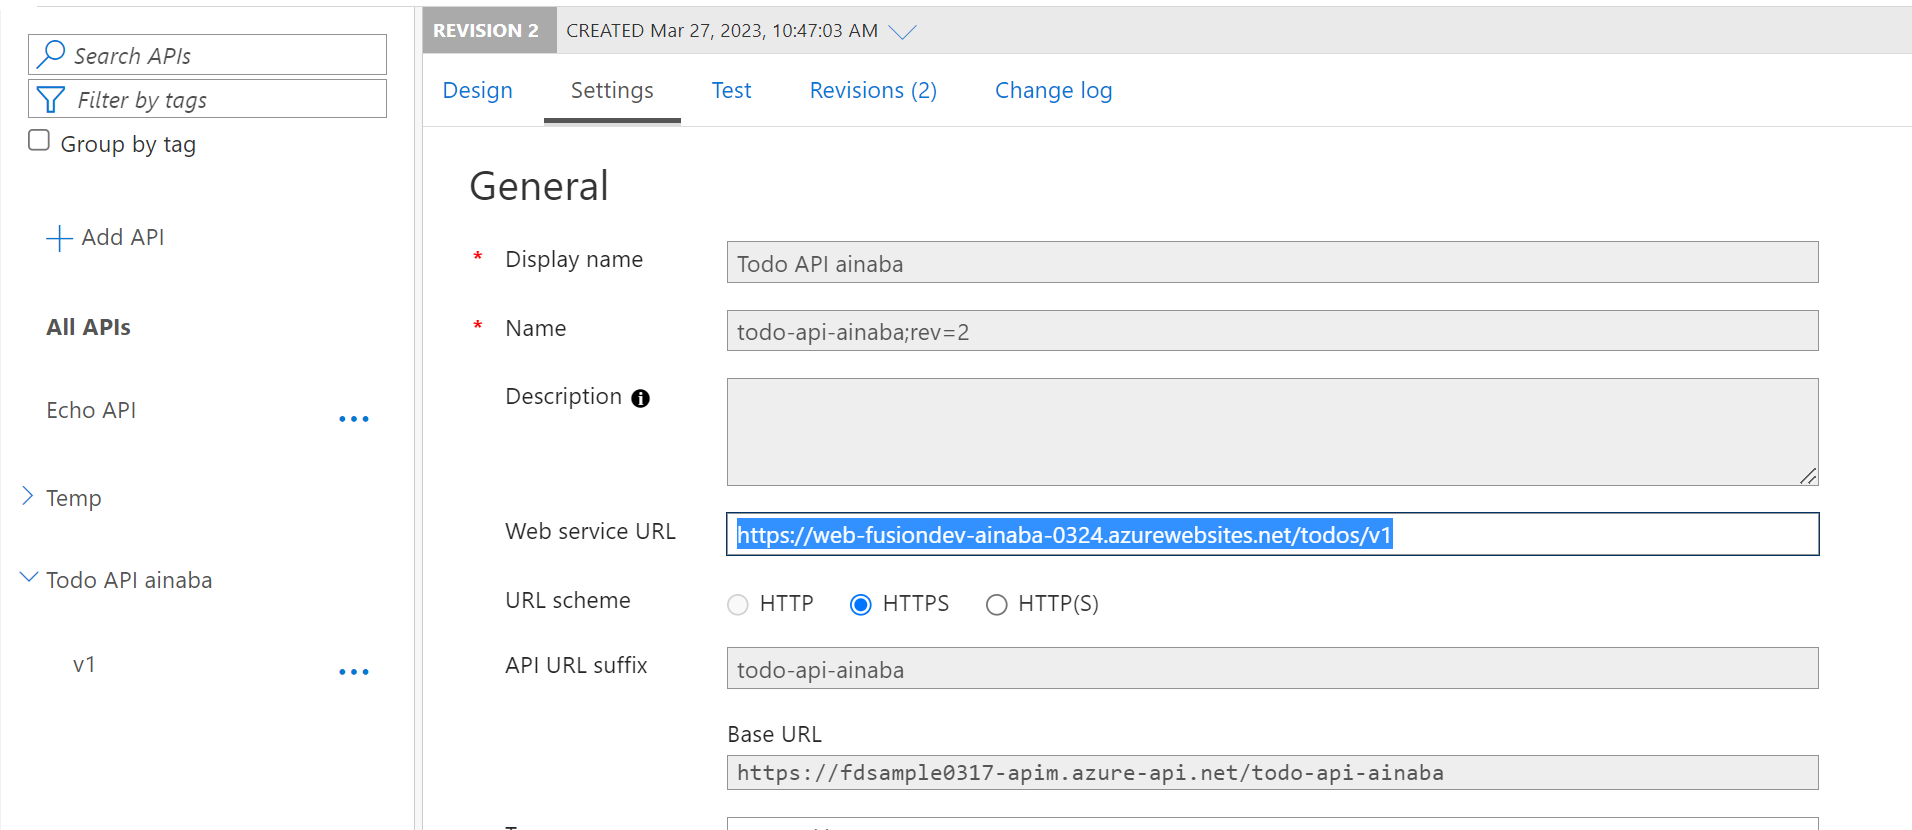 Search APIs
Filter by tags
Group by tag
Add API
All APIs
Echo API
Temp
Todo API ainaba
v1
REVISION 2 CREATED Mar 27, 2023, 10:47:03 AM
Design Settings Test Revisions (2) Change log
General
* Display name Todo API ainaba
* Name todo-api-ainaba;rev=2
Description
Web service URL https://web-fusiondev-ainaba-0324.azurewebsites.net/todos/v1
URL scheme HTTP HTTPS HTTP(S)
API URL suffix todo-api-ainaba
Base URL
https://fdsample0317-apim.azure-api.net/todo-api-ainaba